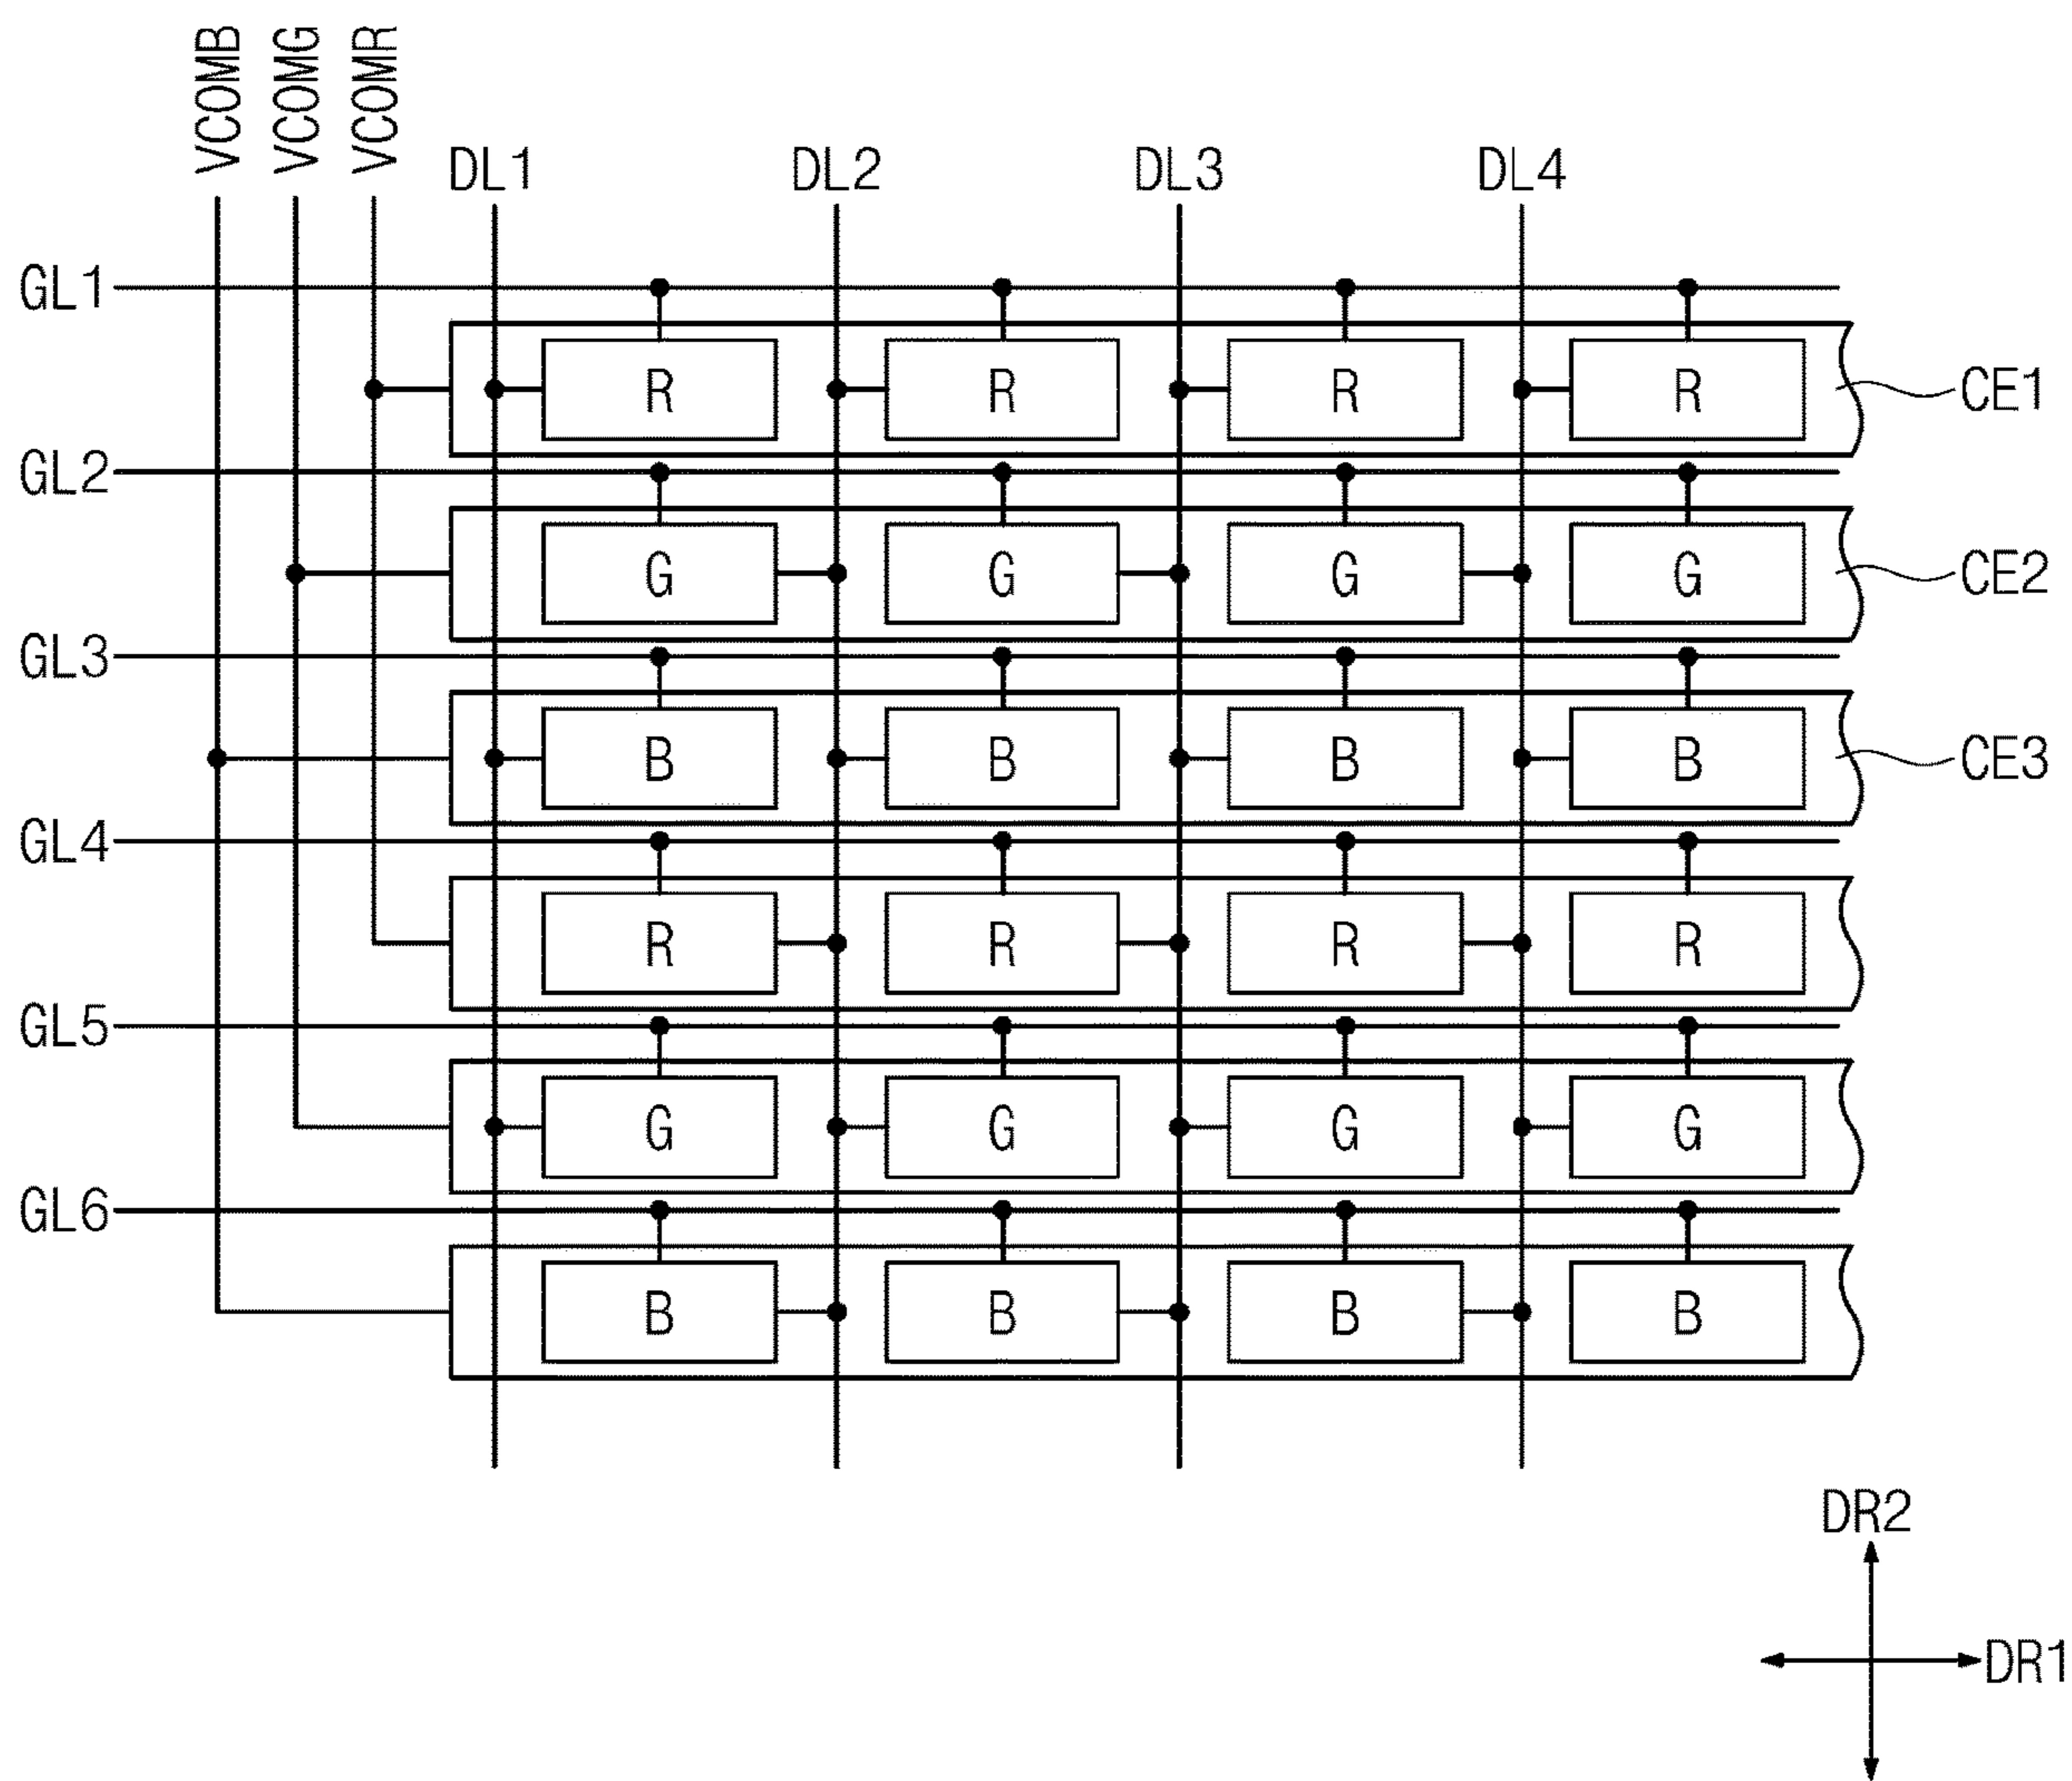 VCOMB
VCOMG
VCOMR
DL1 DL2 DL3 DL4
GL1
R R R R CE1
GL2
G G G G CE2
GL3
B B B B CE3
GL4
R R R R
GL5
G G G G
GL6
B B B B
DR2
DR1